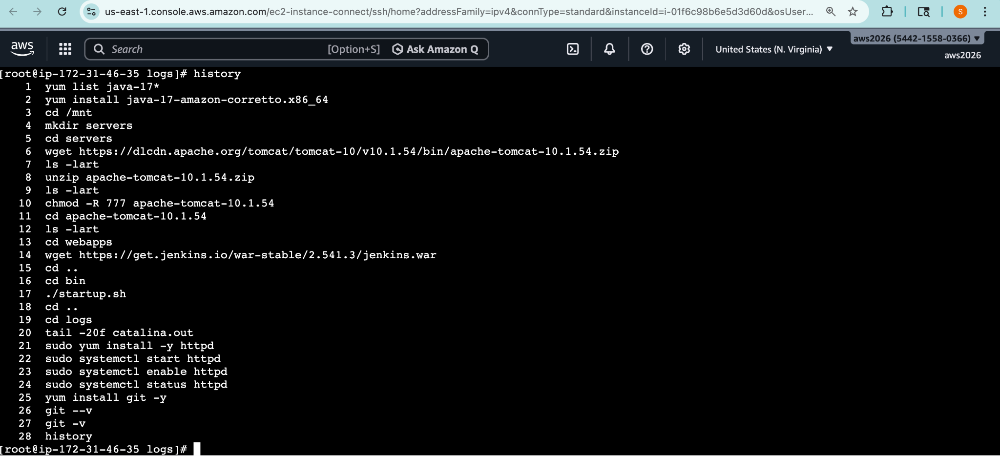 us-east-1.console.aws.amazon.com/ec2-instance-connect/ssh/home?addressFamily=ipv4&connType=standard&instanceId=i-01f6c98b6e5d3d60d&osUser...
S
aws
Search [Option+S] Ask Amazon Q
United States (N. Virginia) ▼
aws2026 (5442-1558-0366) ▼
aws2026
[root@ip-172-31-46-35 logs]# history
1 yum list java-17*
2 yum install java-17-amazon-corretto.x86_64
3 cd /mnt
4 mkdir servers
5 cd servers
6 wget https://dlcdn.apache.org/tomcat/tomcat-10/v10.1.54/bin/apache-tomcat-10.1.54.zip
7 ls -lart
8 unzip apache-tomcat-10.1.54.zip
9 ls -lart
10 chmod -R 777 apache-tomcat-10.1.54
11 cd apache-tomcat-10.1.54
12 ls -lart
13 cd webapps
14 wget https://get.jenkins.io/war-stable/2.541.3/jenkins.war
15 cd ..
16 cd bin
17 ./startup.sh
18 cd ..
19 cd logs
20 tail -20f catalina.out
21 sudo yum install -y httpd
22 sudo systemctl start httpd
23 sudo systemctl enable httpd
24 sudo systemctl status httpd
25 yum install git -y
26 git --v
27 git -v
28 history
[root@ip-172-31-46-35 logs]#